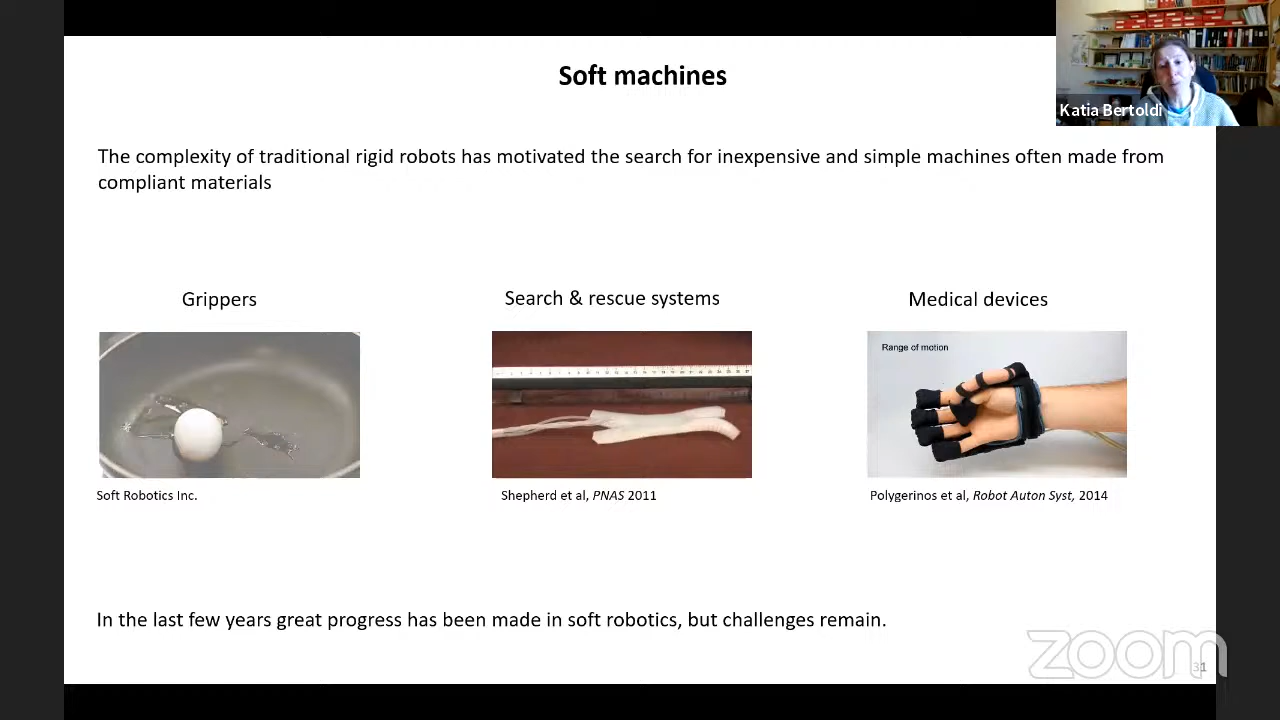 Soft machines
Katia Bertoldi
The complexity of traditional rigid robots has motivated the search for inexpensive and simple machines often made from
compliant materials
Grippers
Search & rescue systems
Medical devices
Range of motion
Soft Robotics Inc.
Shepherd et al, PNAS 2011
Polygerinos et al, Robot Auton Syst, 2014
In the last few years great progress has been made in soft robotics, but challenges remain.
zoom
31